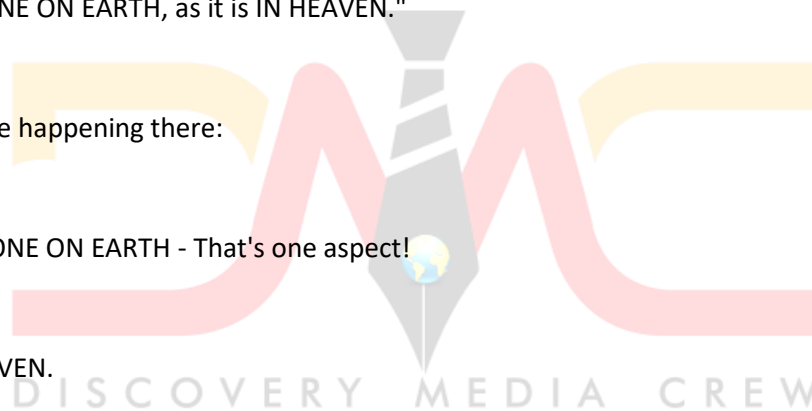 NE ON EARTH, as it is IN HEAVEN."
e happening there:
ONE ON EARTH - That's one aspect!
VEN.
DISCOVERY MEDIA CREW